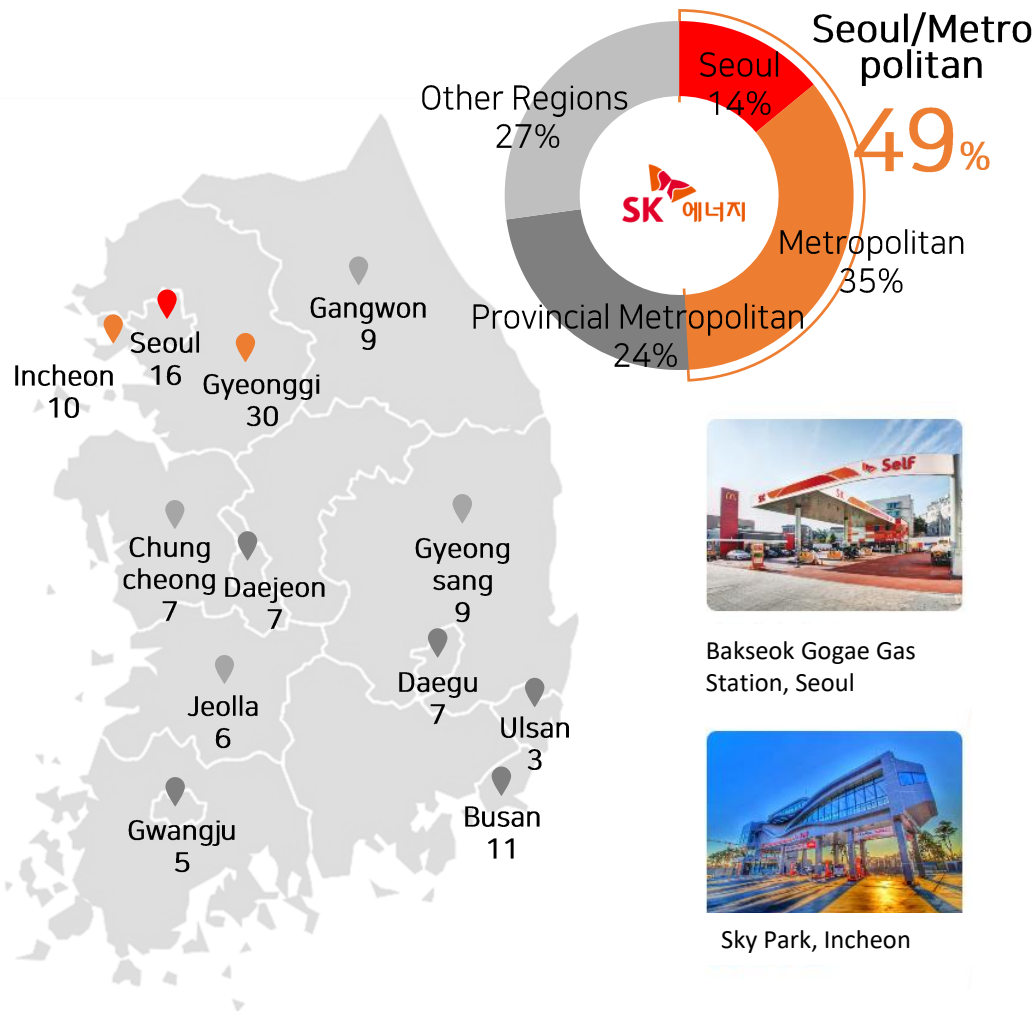 Seoul/Metro
politan
49%
Seoul
14%
Other Regions
27%
SK 에너지
Metropolitan
35%
Provincial Metropolitan
24%
Gangwon
9
Seoul
16
Incheon
10
Gyeonggi
30
Chung
cheong
7
Daejeon
7
Gyeong
sang
9
Daegu
7
Jeolla
6
Ulsan
3
Gwangju
5
Busan
11
SK
Self
SK
Bakseok Gogae Gas
Station, Seoul
Sky Park, Incheon